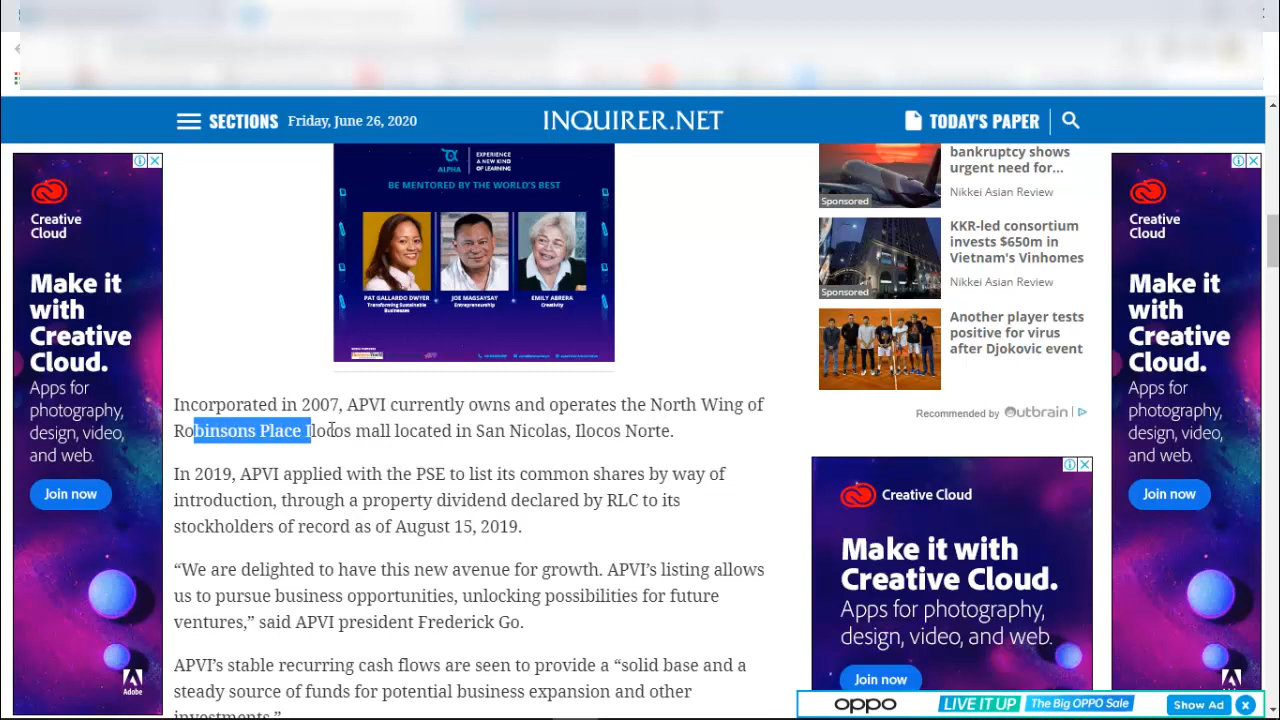 SECTIONS
Friday, June 26, 2020
INQUIRER.NET
TODAY'S PAPER
Creative
Cloud
Make it
with
Creative
Cloud.
Apps for
photography,
design, video,
and web.
Join now
Adobe
ALPHA
EXPERIENCE
A NEW KIND
OF LEARNING
BE MENTORED BY THE WORLD'S BEST
PAT GALLARDO DWYER
Transforming Sustainable
Businesses
JOE MAGSAYSAY
Entrepreneurship
EMILY ABRERA
Creativity
Incorporated in 2007, APVI currently owns and operates the North Wing of
Robinsons Place Ilocos mall located in San Nicolas, Ilocos Norte.
In 2019, APVI applied with the PSE to list its common shares by way of
introduction, through a property dividend declared by RLC to its
stockholders of record as of August 15, 2019.
“We are delighted to have this new avenue for growth. APVI’s listing allows
us to pursue business opportunities, unlocking possibilities for future
ventures,” said APVI president Frederick Go.
APVI’s stable recurring cash flows are seen to provide a “solid base and a
steady source of funds for potential business expansion and other
investments.”
bankruptcy shows
urgent need for...
Nikkei Asian Review
Sponsored
KKR-led consortium
invests $650m in
Vietnam's Vinhomes
Nikkei Asian Review
Sponsored
Another player tests
positive for virus
after Djokovic event
Recommended by Outbrain
Creative Cloud
Make it with
Creative Cloud.
Apps for photography,
design, video, and web.
Join now
Creative
Cloud
Make it
with
Creative
Cloud.
Apps for
photography,
design, video,
and web.
Join now
oppo
LIVE IT UP
The Big OPPO Sale
Show Ad